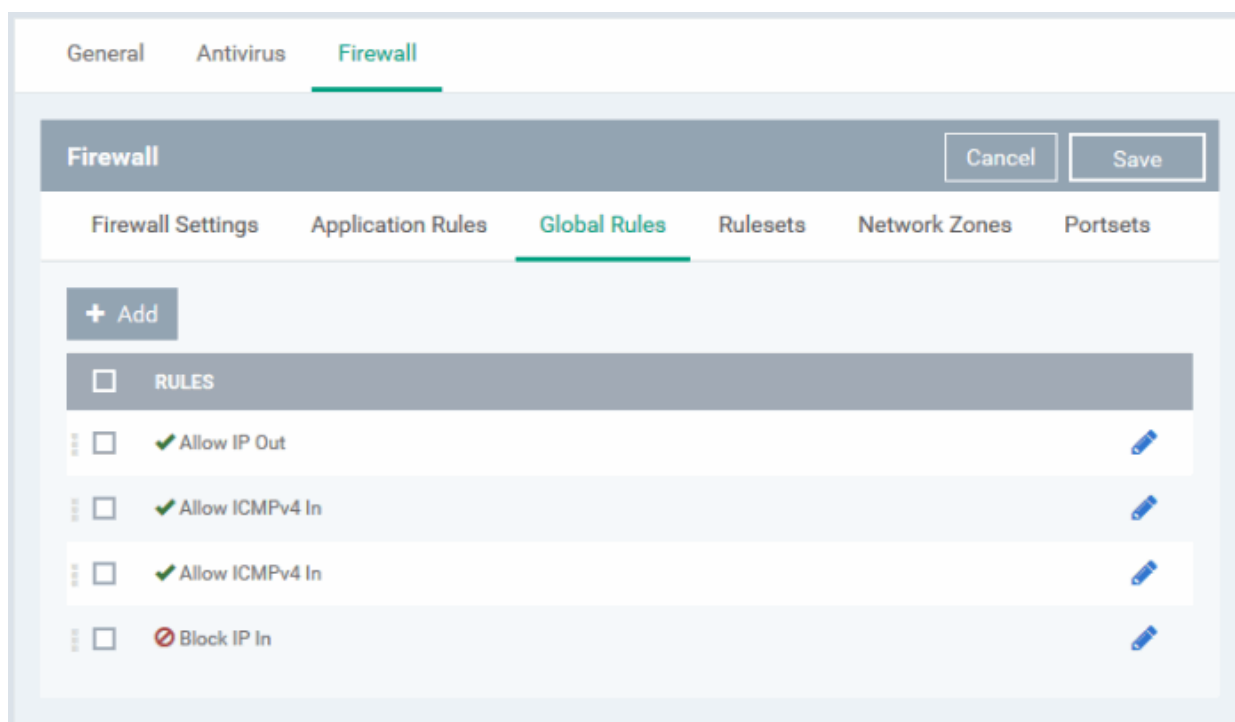 General Antivirus Firewall
Firewall Cancel Save
Firewall Settings Application Rules Global Rules Rulesets Network Zones Portsets
+ Add
RULES
Allow IP Out
Allow ICMPv4 In
Allow ICMPv4 In
Block IP In